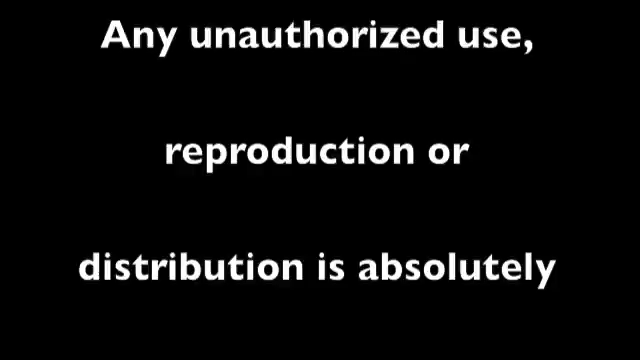 Any unauthorized use,
reproduction or
distribution is absolutely